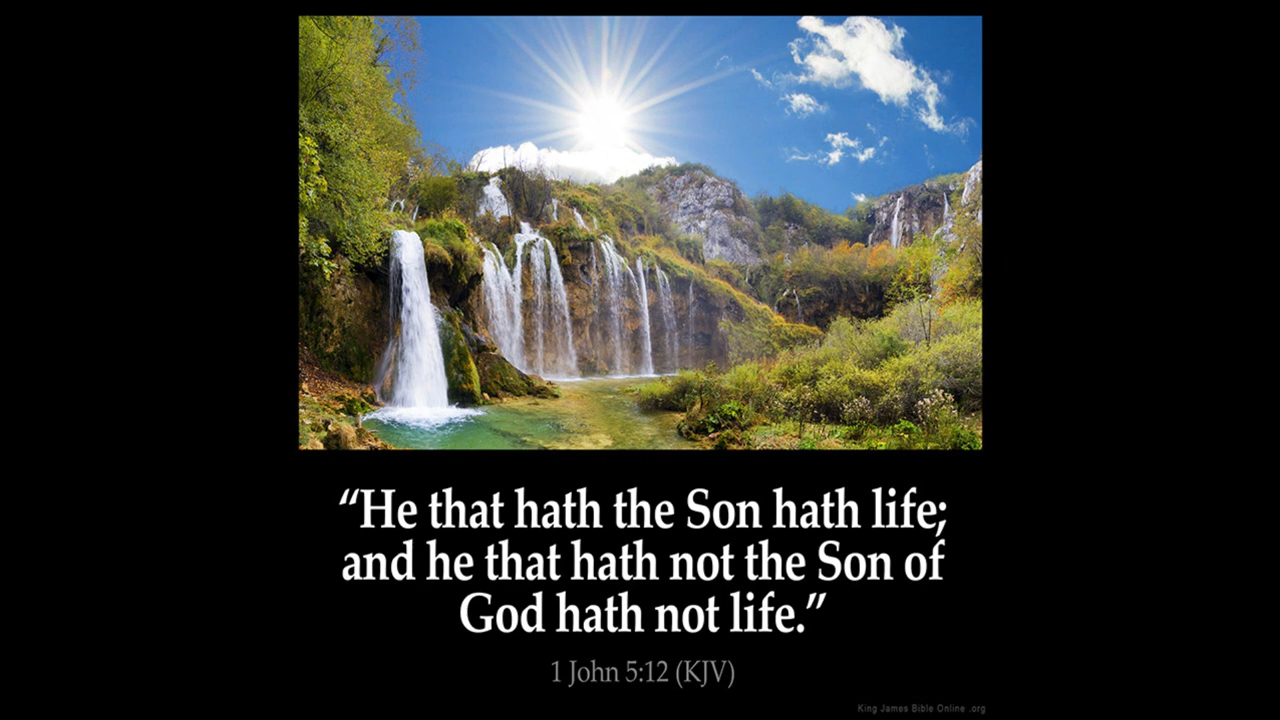 “He that hath the Son hath life;
and he that hath not the Son of
God hath not life.”
1 John 5:12 (KJV)
King James Bible Online .org